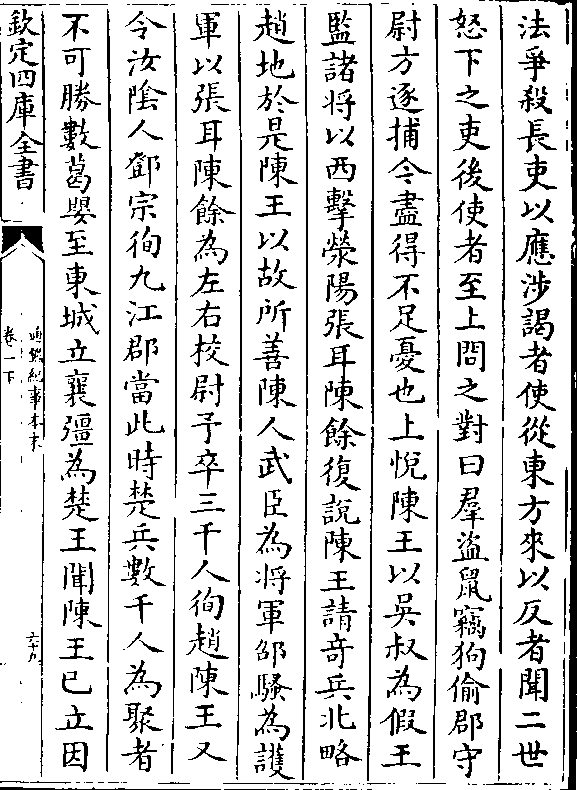 法爭殺長吏以應涉謁者使從東方來以反者聞二世
怒下之吏後使者至上問之對曰羣盜鼠竊狗偷郡守
尉方逐捕今盡得不足憂也上悅陳王以吳叔為假王
監諸將以西擊滎陽張耳陳餘復說陳王請奇兵北略
趙地於是陳王以故所善陳人武臣為將軍邵騷為護
軍以張耳陳餘為左右校尉予卒三千人徇趙陳王又
令汝陰人鄧宗徇九江郡當此時楚兵數千人為聚者
不可勝數葛嬰至東城立襄彊為楚王聞陳王已立因
欽定四庫全書
通鑑紀事本末
卷一下
六十九